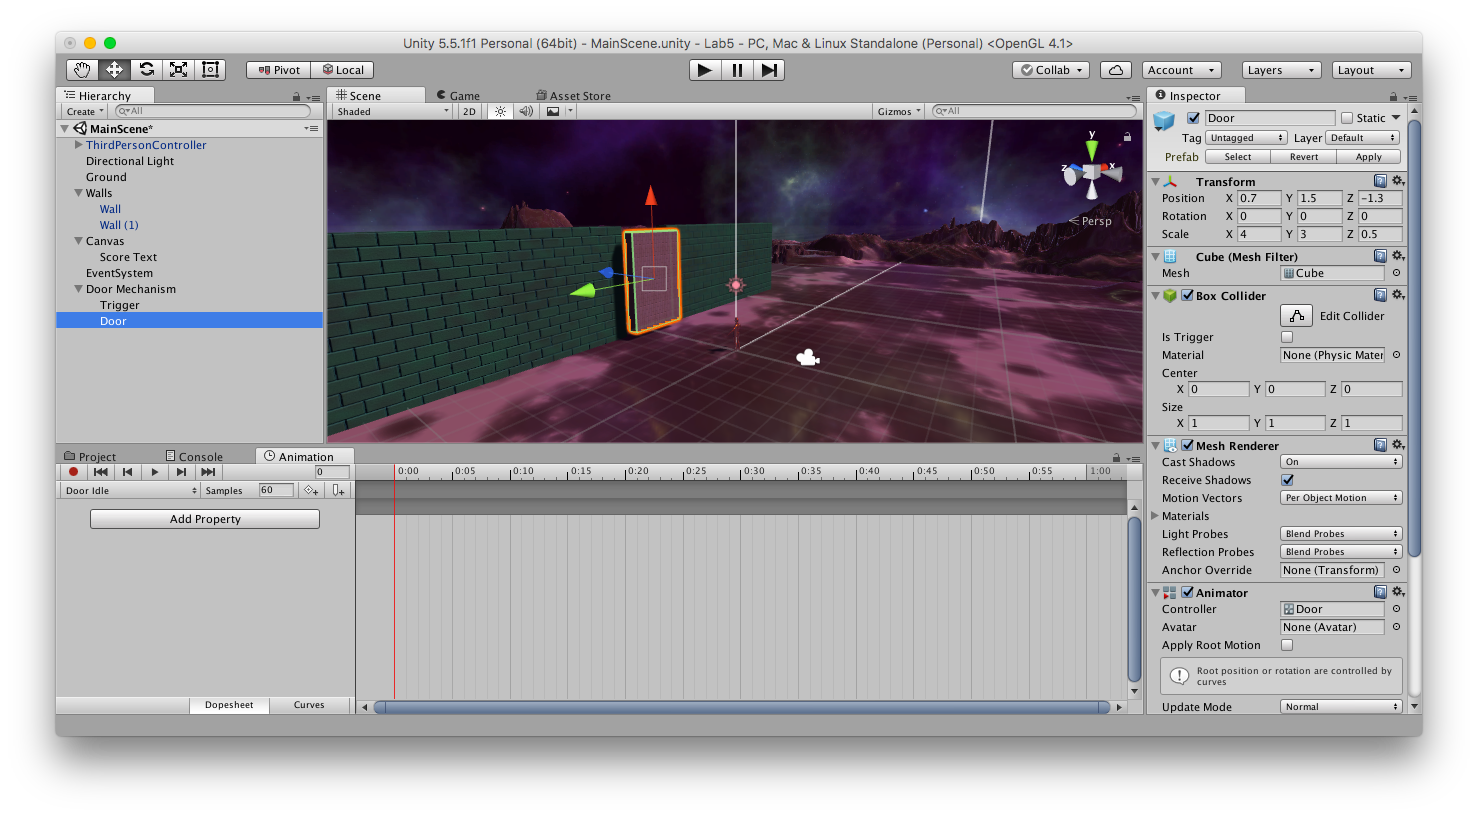 Unity 5.5.1f1 Personal (64bit) - MainScene.unity - Lab5 - PC, Mac & Linux Standalone (Personal) <OpenGL 4.1>
Pivot Local Collab Account Layers Layout
Hierarchy
Create All
MainScene*
ThirdPersonController
Directional Light
Ground
Walls
Wall
Wall (1)
Canvas
Score Text
EventSystem
Door Mechanism
Trigger
Door
Scene Game Asset Store
Shaded 2D Gizmos All
y
z x
Persp
Project Console Animation
0
Door Idle Samples 60
Add Property
Dopesheet Curves
0:00 0:05 0:10 0:15 0:20 0:25 0:30 0:35 0:40 0:45 0:50 0:55 1:00
Inspector
Door Static
Tag Untagged Layer Default
Prefab Select Revert Apply
Transform
Position X 0.7 Y 1.5 Z -1.3
Rotation X 0 Y 0 Z 0
Scale X 4 Y 3 Z 0.5
Cube (Mesh Filter)
Mesh Cube
Box Collider
Edit Collider
Is Trigger
Material None (Physic Mater
Center
X 0 Y 0 Z 0
Size
X 1 Y 1 Z 1
Mesh Renderer
Cast Shadows On
Receive Shadows
Motion Vectors Per Object Motion
Materials
Light Probes Blend Probes
Reflection Probes Blend Probes
Anchor Override None (Transform)
Animator
Controller Door
Avatar None (Avatar)
Apply Root Motion
Root position or rotation are controlled by
curves
Update Mode Normal